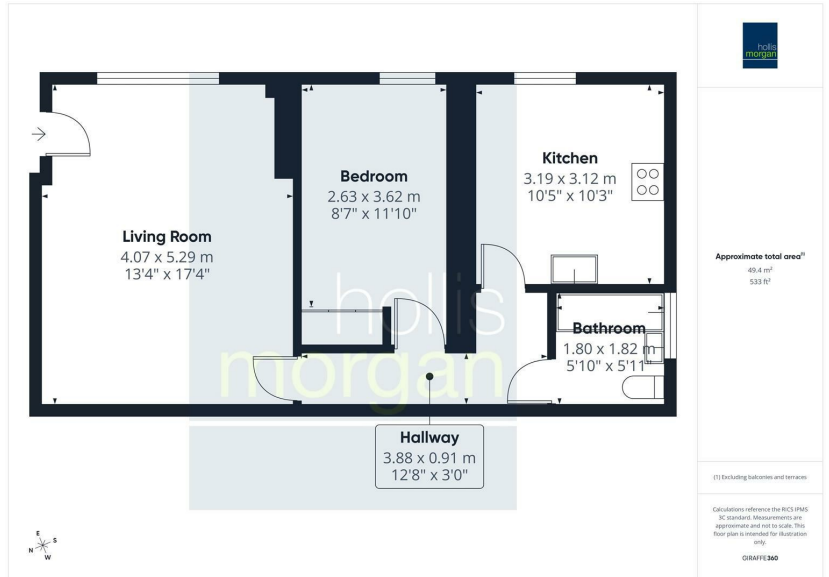 hollis
morgan
Living Room
4.07 x 5.29 m
13'4" x 17'4"
Bedroom
2.63 x 3.62 m
8'7" x 11'10"
Kitchen
3.19 x 3.12 m
10'5" x 10'3"
Bathroom
1.80 x 1.82 m
5'10" x 5'11"
Hallway
3.88 x 0.91 m
12'8" x 3'0"
hollis
morgan
N
E
S
W
Approximate total area(1)
49.4 m²
533 ft²
(1) Excluding balconies and terraces
Calculations reference the RICS IPMS
3C standard. Measurements are
approximate and not to scale. This
floor plan is intended for illustration
only.
GIRAFFE360